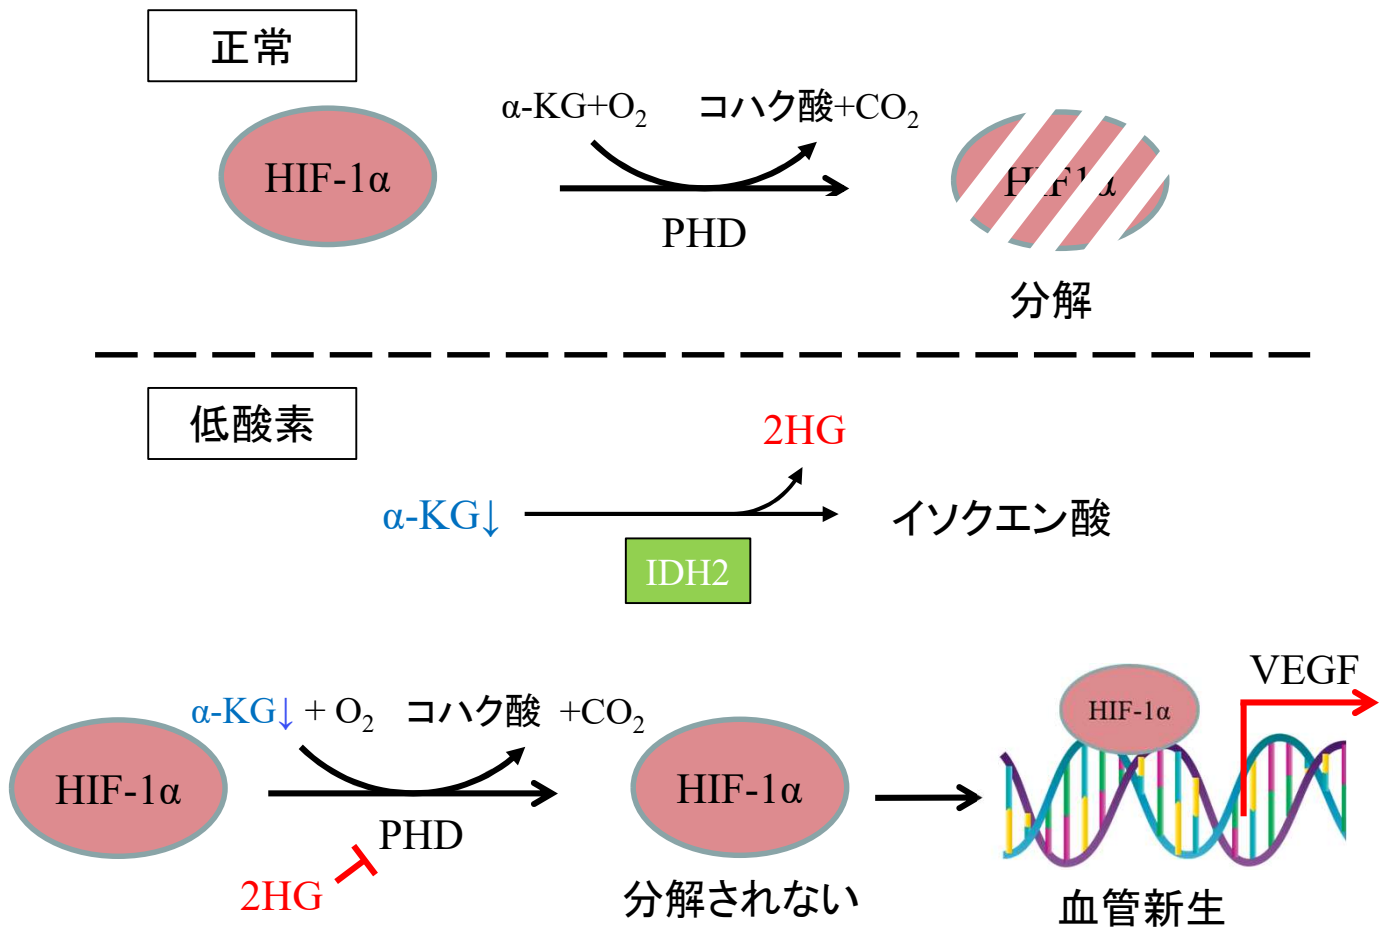 正常
HIF-1α
α-KG+O₂
コハク酸+CO₂
PHD
HIF1α
分解
低酸素
2HG
α-KG↓
イソクエン酸
IDH2
α-KG↓ + O₂
コハク酸 +CO₂
HIF-1α
PHD
2HG
HIF-1α
分解されない
HIF-1α
VEGF
血管新生